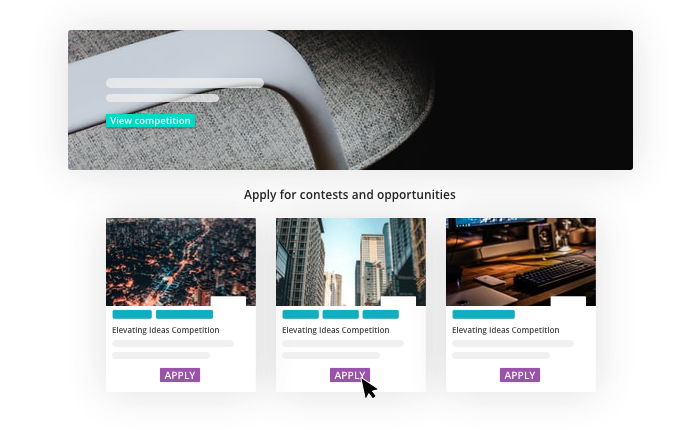 View competition
Apply for contests and opportunities
Elevating ideas Competition
Elevating ideas Competition
Elevating ideas Competition
APPLY
APPLY
APPLY